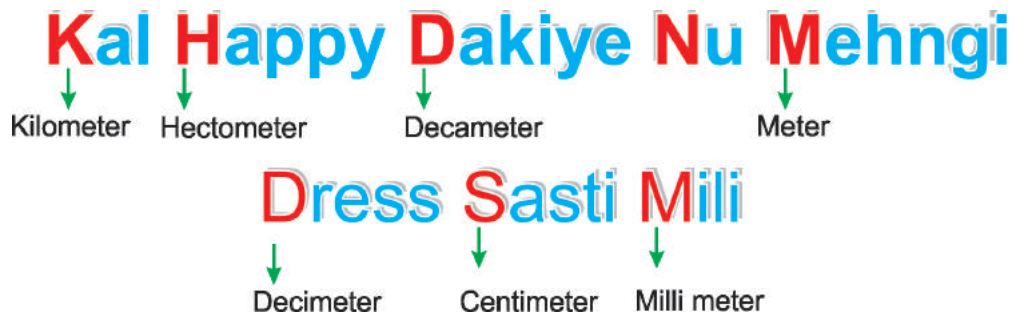 Kal Happy Dakiye Nu Mehngi
Kilometer Hectometer Decameter Meter
Dress Sasti Mili
Decimeter Centimeter Milli meter